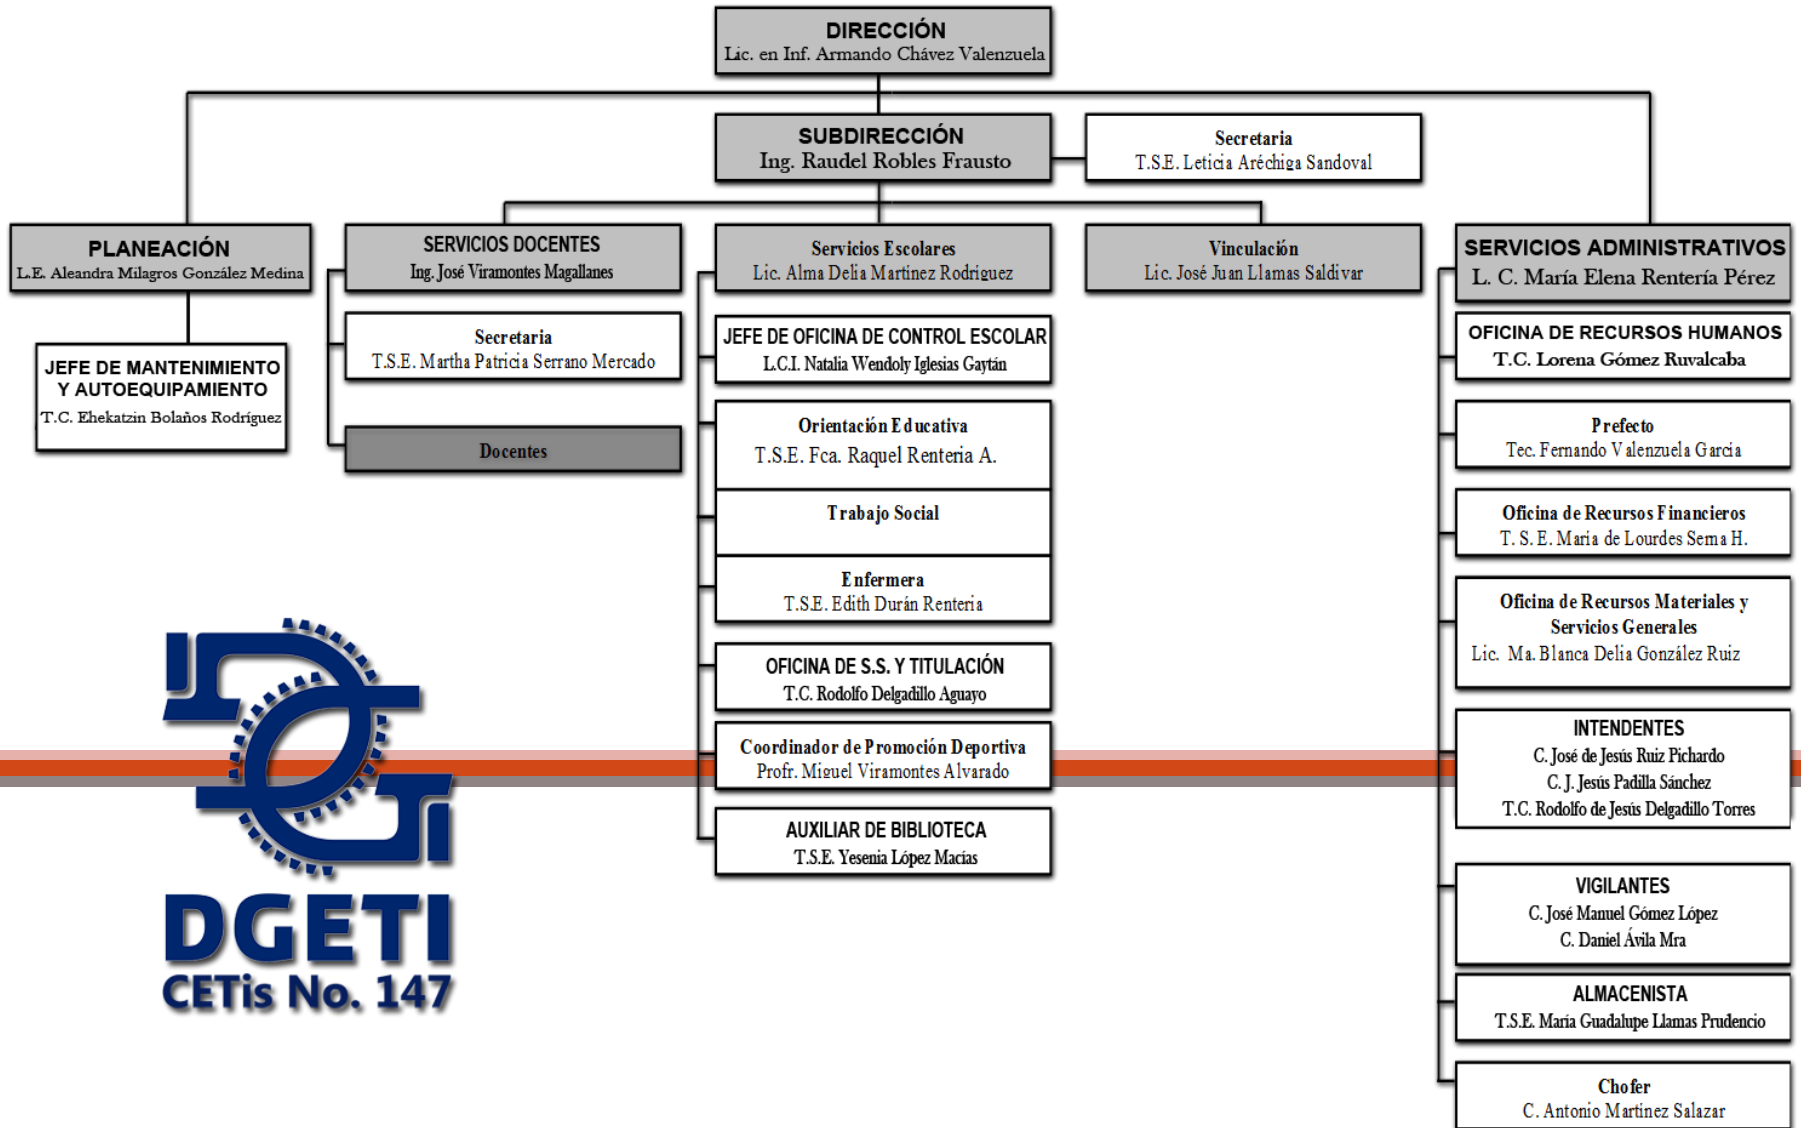 DIRECCIÓN
Lic. en Inf. Armando Chávez Valenzuela
SUBDIRECCIÓN
Ing. Raudel Robles Frausto
Secretaria
T.S.E. Leticia Aréchiga Sandoval
PLANEACIÓN
L.E. Aleandra Milagros González Medina
JEFE DE MANTENIMIENTO
Y AUTOEQUIPAMIENTO
T.C. Ehekatzin Bolaños Rodríguez
SERVICIOS DOCENTES
Ing. José Viramontes Magallanes
Secretaria
T.S.E. Martha Patricia Serrano Mercado
Docentes
Servicios Escolares
Lic. Alma Delia Martinez Rodriguez
JEFE DE OFICINA DE CONTROL ESCOLAR
L.C.I. Natalia Wendoly Iglesias Gaytán
Orientación Educativa
T.S.E. Fca. Raquel Renteria A.
Trabajo Social
Enfermera
T.S.E. Edith Durán Renteria
OFICINA DE S.S. Y TITULACIÓN
T.C. Rodolfo Delgadillo Aguayo
Coordinador de Promoción Deportiva
Profr. Miguel Viramontes Alvarado
AUXILIAR DE BIBLIOTECA
T.S.E. Yesenia López Macías
Vinculación
Lic. José Juan Llamas Saldivar
SERVICIOS ADMINISTRATIVOS
L. C. María Elena Rentería Pérez
OFICINA DE RECURSOS HUMANOS
T.C. Lorena Gómez Ruvalcaba
Prefecto
Tec. Fernando Valenzuela Garcia
Oficina de Recursos Financieros
T. S. E. Maria de Lourdes Serna H.
Oficina de Recursos Materiales y
Servicios Generales
Lic. Ma. Blanca Delia González Ruiz
INTENDENTES
C. José de Jesús Ruiz Pichardo
C. J. Jesús Padilla Sánchez
T.C. Rodolfo de Jesús Delgadillo Torres
VIGILANTES
C. José Manuel Gómez López
C. Daniel Ávila Mra
ALMACENISTA
T.S.E. María Guadalupe Llamas Prudencio
Chofer
C. Antonio Martinez Salazar
DGETI
CETis No. 147